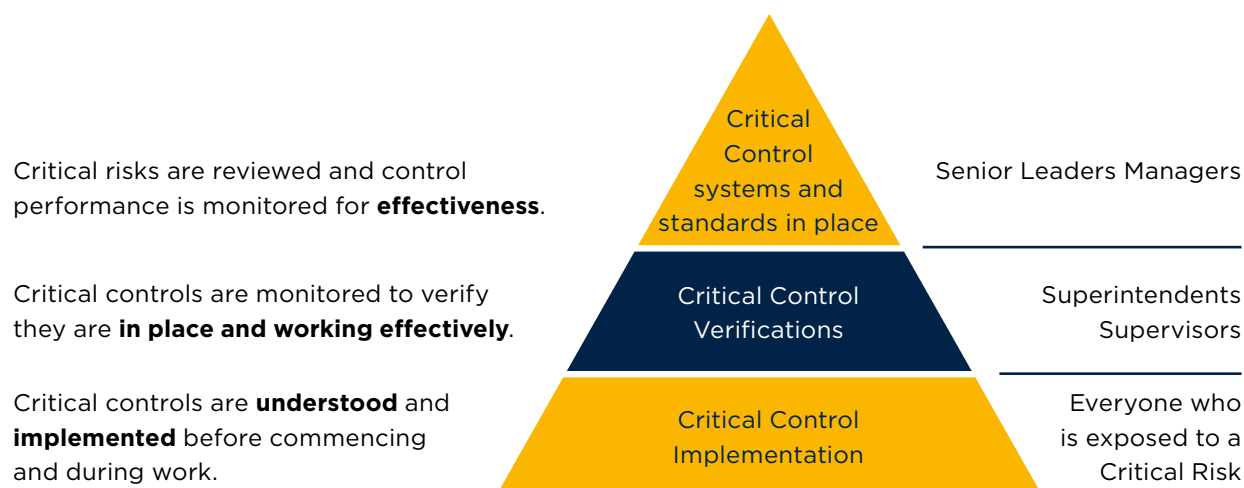 Critical
Control
systems and
standards in place
Critical risks are reviewed and control
performance is monitored for effectiveness.
Senior Leaders Managers
Critical controls are monitored to verify
they are in place and working effectively.
Critical Control
Verifications
Superintendents
Supervisors
Critical controls are understood and
implemented before commencing
and during work.
Critical Control
Implementation
Everyone who
is exposed to a
Critical Risk